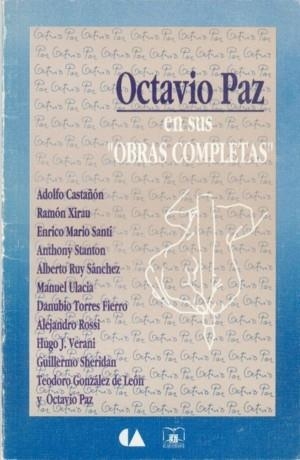 Octavio Paz
en sus
"OBRAS COMPLETAS"
Adolfo Castañón
Ramón Xirau
Enrico Mario Santí
Anthony Stanton
Alberto Ruy Sánchez
Manuel Ulacia
Danubio Torres Fierro
Alejandro Rossi
Hugo J. Verani
Guillermo Sheridan
Teodoro González de León
y Octavio Paz
CA